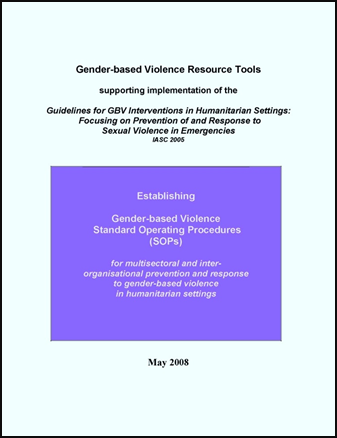 Gender-based Violence Resource Tools
supporting implementation of the
Guidelines for GBV Interventions in Humanitarian Settings:
Focusing on Prevention of and Response to
Sexual Violence in Emergencies
IASC 2005
Establishing
Gender-based Violence
Standard Operating Procedures
(SOPs)
for multisectoral and inter-
organisational prevention and response
to gender-based violence
in humanitarian settings
May 2008